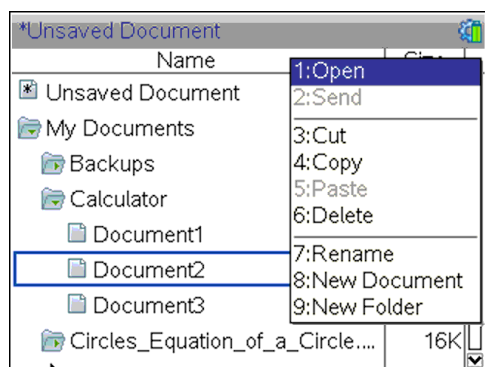 *Unsaved Document
Name
1:Open
Unsaved Document
2:Send
My Documents
3:Cut
Backups
4:Copy
5:Paste
Calculator
6:Delete
Document1
7:Rename
Document2
8:New Document
Document3
9:New Folder
Circles_Equation_of_a_Circle.... 16K